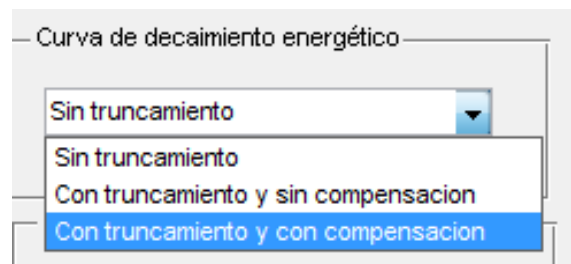 Curva de decaimiento energético
Sin truncamiento
Sin truncamiento
Con truncamiento y sin compensacion
Con truncamiento y con compensacion